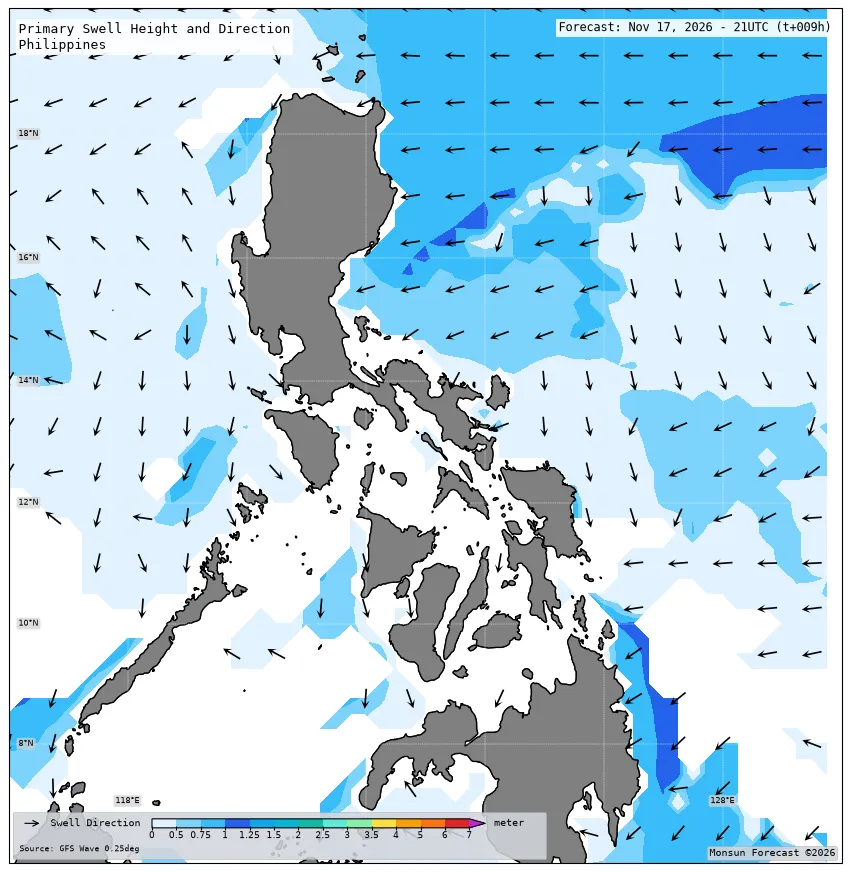 Primary Swell Height and Direction
Philippines
Forecast: Nov 17, 2026 - 21UTC (t+009h)
18°N
16°N
14°N
12°N
10°N
8°N
118°E
128°E
Swell Direction
0 0.5 0.75 1 1.25 1.5 2 2.5 3 3.5 4 5 6 7
meter
Source: GFS Wave 0.25deg
Monsun Forecast ©2026